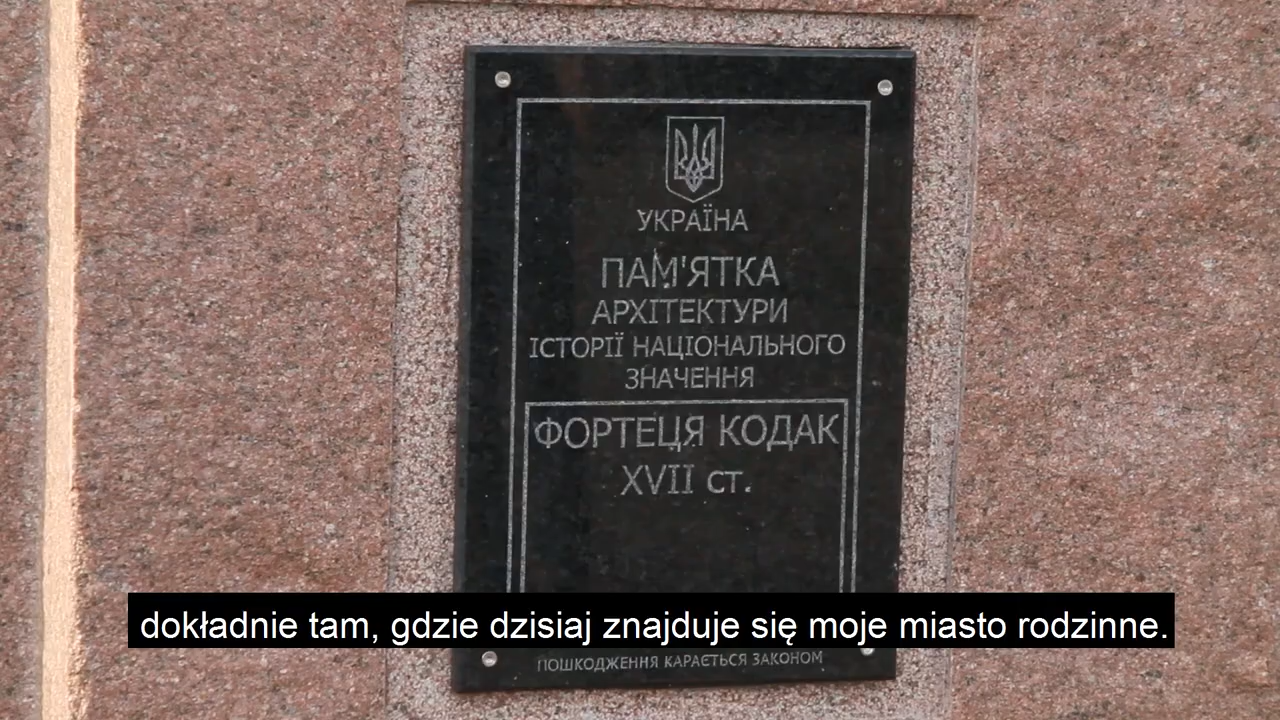 УКРАЇНА
ПАМ'ЯТКА
АРХІТЕКТУРИ
ІСТОРІЇ НАЦІОНАЛЬНОГО
ЗНАЧЕННЯ
ФОРТЕЦЯ КОДАК
XVII ст.
dokładnie tam, gdzie dzisiaj znajduje się moje miasto rodzinne.
ПОШКОДЖЕННЯ КАРАЄТЬСЯ ЗАКОНОМ